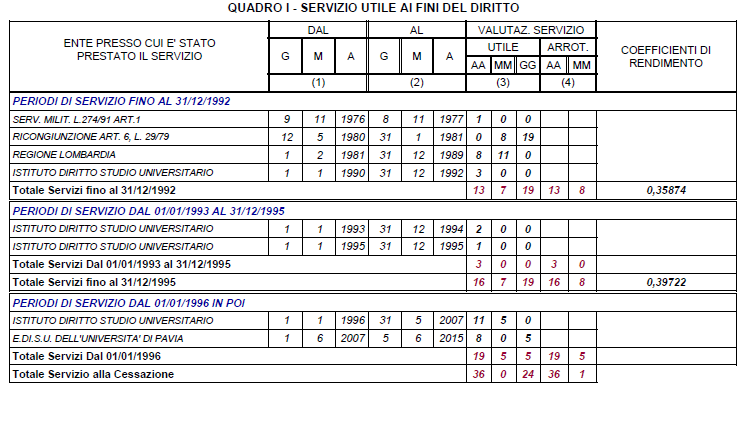 QUADRO I - SERVIZIO UTILE AI FINI DEL DIRITTO
ENTE PRESSO CUI E' STATO PRESTATO IL SERVIZIO DAL AL VALUTAZ. SERVIZIO COEFFICIENTI DI RENDIMENTO
UTILE ARROT.
G M A G M A AA MM GG AA MM
(1) (2) (3) (4)
PERIODI DI SERVIZIO FINO AL 31/12/1992
SERV. MILIT. L.274/91 ART.1 9 11 1976 8 11 1977 1 0 0
RICONGIUNZIONE ART. 6, L. 29/79 12 5 1980 31 1 1981 0 8 19
REGIONE LOMBARDIA 1 2 1981 31 12 1989 8 11 0
ISTITUTO DIRITTO STUDIO UNIVERSITARIO 1 1 1990 31 12 1992 3 0 0
Totale Servizi fino al 31/12/1992 13 7 19 13 8 0,35874
PERIODI DI SERVIZIO DAL 01/01/1993 AL 31/12/1995
ISTITUTO DIRITTO STUDIO UNIVERSITARIO 1 1 1993 31 12 1994 2 0 0
ISTITUTO DIRITTO STUDIO UNIVERSITARIO 1 1 1995 31 12 1995 1 0 0
Totale Servizi Dal 01/01/1993 al 31/12/1995 3 0 0 3 0
Totale Servizi fino al 31/12/1995 16 7 19 16 8 0,39722
PERIODI DI SERVIZIO DAL 01/01/1996 IN POI
ISTITUTO DIRITTO STUDIO UNIVERSITARIO 1 1 1996 31 5 2007 11 5 0
E.DI.S.U. DELL'UNIVERSITA' DI PAVIA 1 6 2007 5 6 2015 8 0 5
Totale Servizi Dal 01/01/1996 19 5 5 19 5
Totale Servizio alla Cessazione 36 0 24 36 1